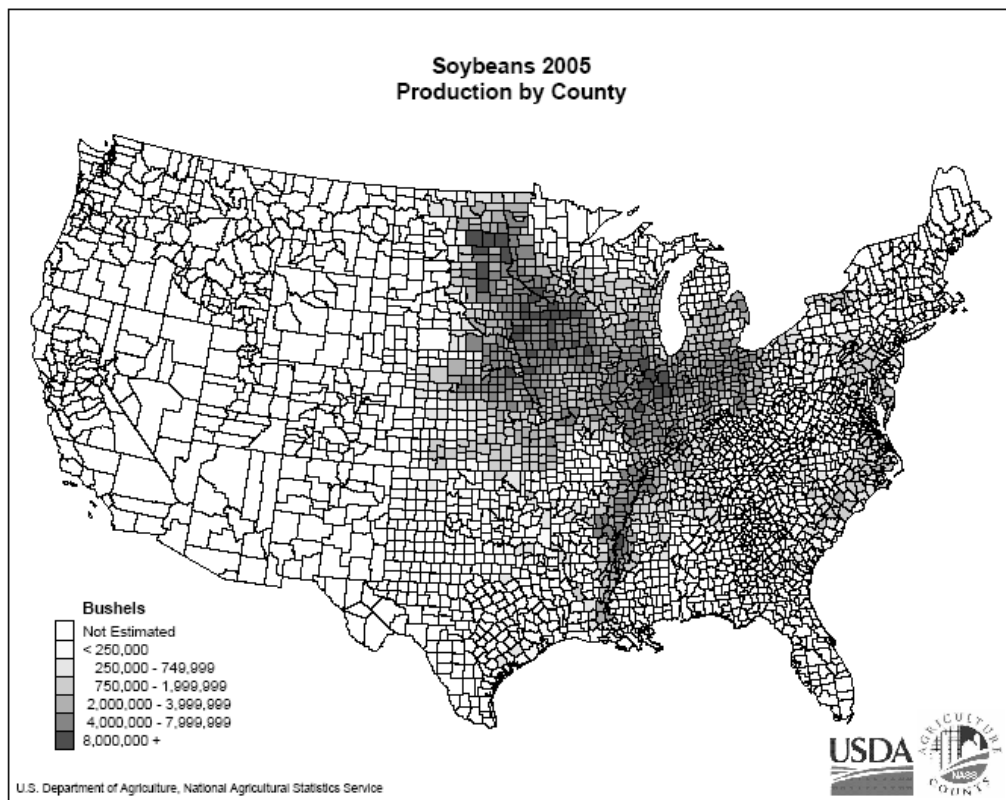 Soybeans 2005
Production by County
Bushels
Not Estimated
< 250,000
250,000 - 749,999
750,000 - 1,999,999
2,000,000 - 3,999,999
4,000,000 - 7,999,999
8,000,000 +
U.S. Department of Agriculture, National Agricultural Statistics Service
USDA
AGRICULTURE
NASS
COUNTS